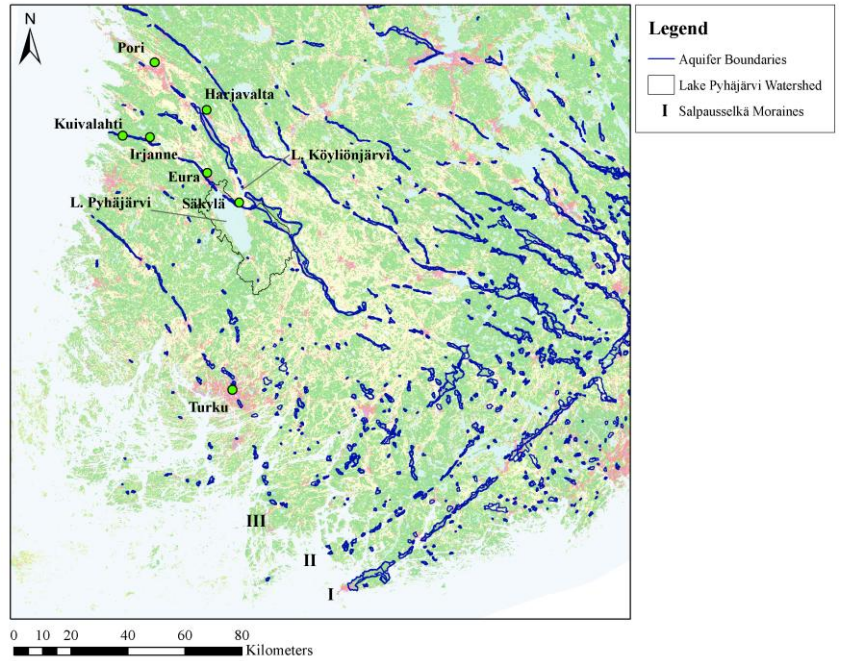 N
Pori
Harjavalta
Kuivalahti
Irjanne
L. Köyliönjärvi
Eura
L. Pyhäjärvi
Säkylä
Turku
III
II
I
Legend
Aquifer Boundaries
Lake Pyhäjärvi Watershed
I Salpausselkä Moraines
0 10 20 40 60 80
Kilometers